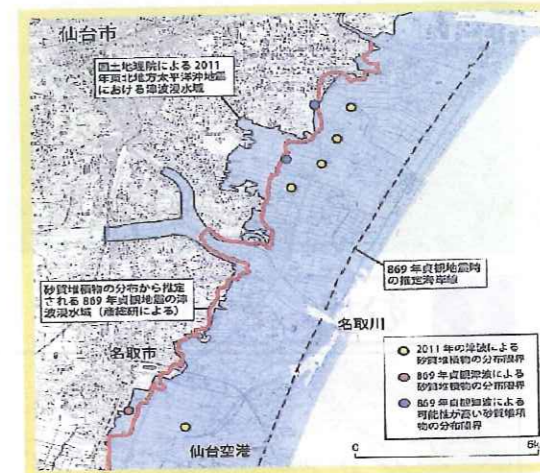 仙台市
国土地理院による 2011
年東北地方太平洋沖地震
における津波浸水域
869 年貞観地震時
の推定海岸線
砂質堆積物の分布から推定
される 869 年貞観地震の津
波浸水域（産総研による）
名取川
名取市
2011 年の津波による
砂質堆積物の分布限界
869 年貞観津波による
砂質堆積物の分布限界
869 年貞観津波による
可能性が高い砂質堆積
物の分布限界
仙台空港
0